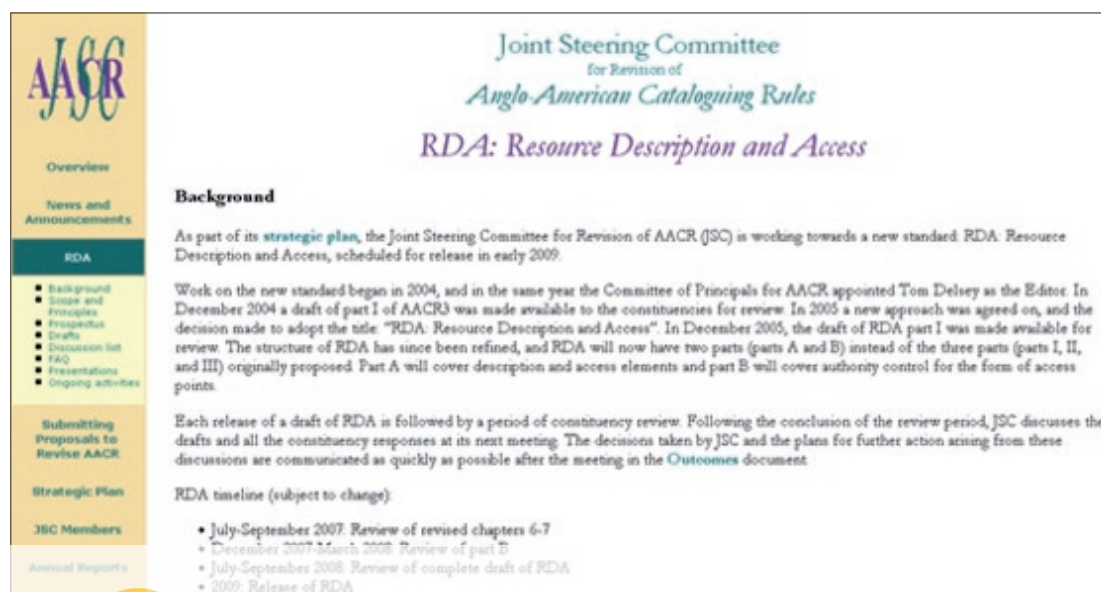 JSC
AACR
Overview
News and
Announcements
RDA
Background
Scope and
Principles
Prospectus
Drafts
Discussion list
FAQ
Presentations
Ongoing activities
Submitting
Proposals to
Revise AACR
Strategic Plan
JSC Members
Annual Reports
Joint Steering Committee
for Revision of
Anglo-American Cataloguing Rules
RDA: Resource Description and Access
Background
As part of its strategic plan, the Joint Steering Committee for Revision of AACR (JSC) is working towards a new standard: RDA: Resource
Description and Access, scheduled for release in early 2009.
Work on the new standard began in 2004, and in the same year the Committee of Principals for AACR appointed Tom Delsey as the Editor. In
December 2004 a draft of part I of AACR3 was made available to the constituencies for review. In 2005 a new approach was agreed on, and the
decision made to adopt the title: "RDA: Resource Description and Access". In December 2005, the draft of RDA part I was made available for
review. The structure of RDA has since been refined, and RDA will now have two parts (parts A and B) instead of the three parts (parts I, II,
and III) originally proposed. Part A will cover description and access elements and part B will cover authority control for the form of access
points.
Each release of a draft of RDA is followed by a period of constituency review. Following the conclusion of the review period, JSC discusses the
drafts and all the constituency responses at its next meeting. The decisions taken by JSC and the plans for further action arising from these
discussions are communicated as quickly as possible after the meeting in the Outcomes document.
RDA timeline (subject to change):
• July-September 2007: Review of revised chapters 6-7
• December 2007-March 2008: Review of part B
• July-September 2008: Review of complete draft of RDA
• 2009: Release of RDA